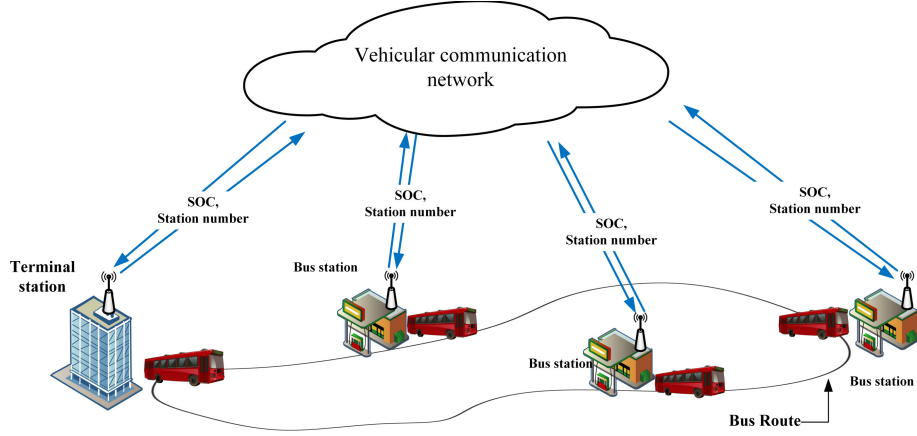 Vehicular communication
network
SOC,
Station number
SOC,
Station number
SOC,
Station number
SOC,
Station number
Terminal
station
Bus station
Bus station
Bus station
Bus Route